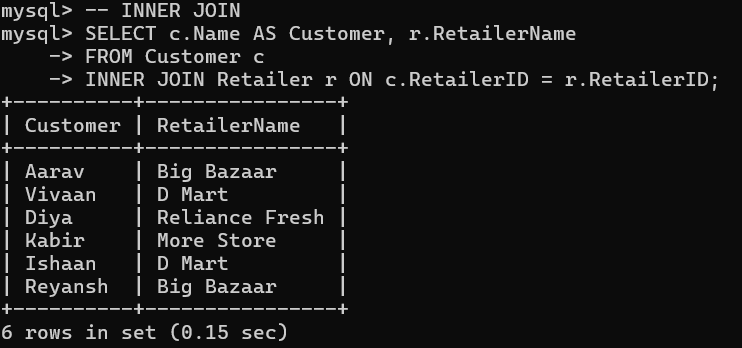 mysql> -- INNER JOIN
mysql> SELECT c.Name AS Customer, r.RetailerName
    -> FROM Customer c
    -> INNER JOIN Retailer r ON c.RetailerID = r.RetailerID;
+----------+----------------+
| Customer | RetailerName   |
+----------+----------------+
| Aarav    | Big Bazaar     |
| Vivaan   | D Mart         |
| Diya     | Reliance Fresh |
| Kabir    | More Store     |
| Ishaan   | D Mart         |
| Reyansh  | Big Bazaar     |
+----------+----------------+
6 rows in set (0.15 sec)